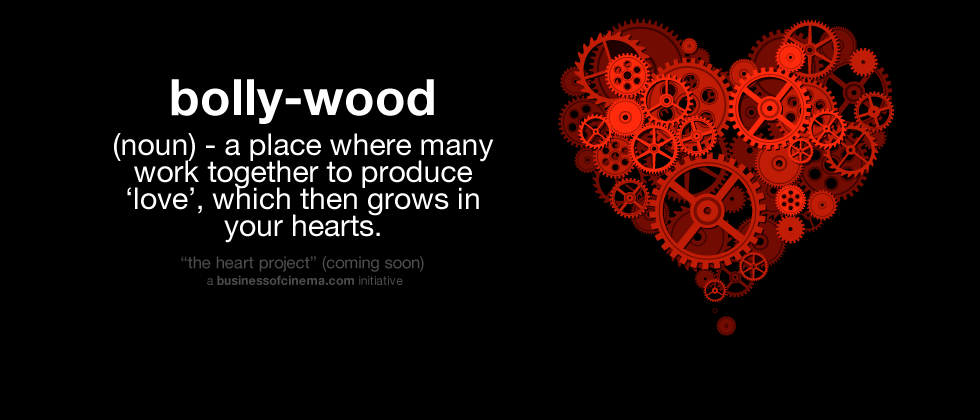 bolly-wood
(noun) - a place where many
work together to produce
‘love’, which then grows in
your hearts.
“the heart project” (coming soon)
a businessofcinema.com initiative